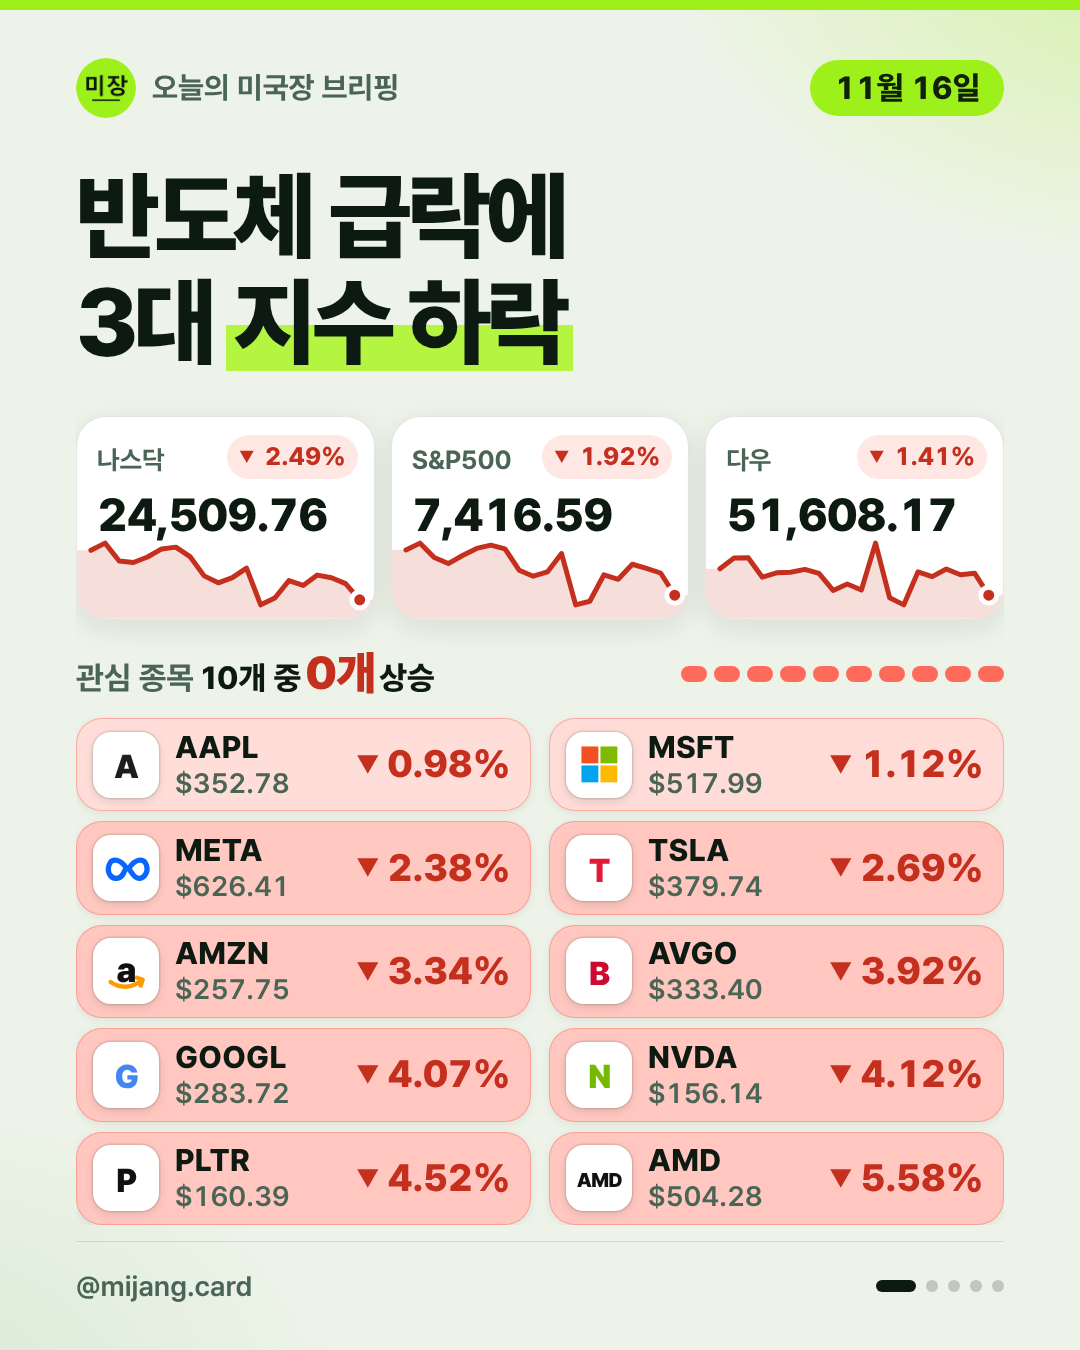 미장 오늘의 미국장 브리핑
11월 16일
반도체 급락에
3대 지수 하락
나스닥 ▼ 2.49%
24,509.76
S&P500 ▼ 1.92%
7,416.59
다우 ▼ 1.41%
51,608.17
관심 종목 10개 중 0개 상승
A AAPL
$352.78
▼ 0.98%
MSFT
$517.99
▼ 1.12%
META
$626.41
▼ 2.38%
T TSLA
$379.74
▼ 2.69%
a AMZN
$257.75
▼ 3.34%
B AVGO
$333.40
▼ 3.92%
G GOOGL
$283.72
▼ 4.07%
N NVDA
$156.14
▼ 4.12%
P PLTR
$160.39
▼ 4.52%
AMD AMD
$504.28
▼ 5.58%
@mijang.card